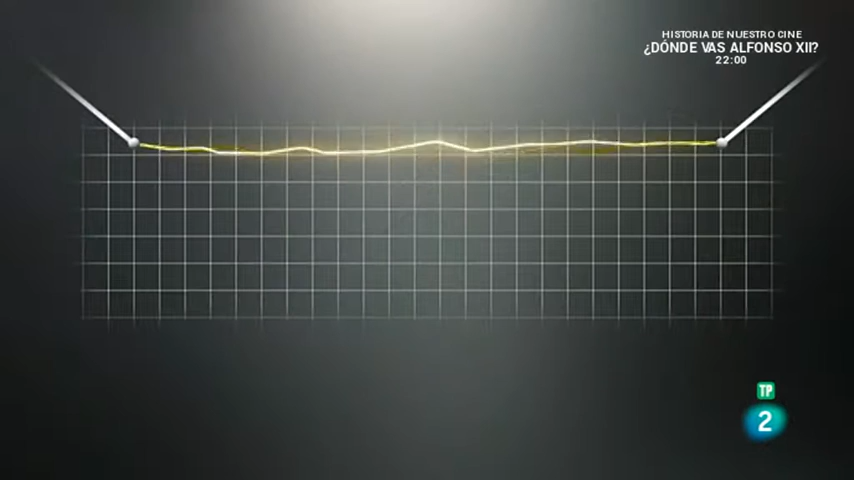 HISTORIA DE NUESTRO CINE
¿DÓNDE VAS ALFONSO XII?
22:00
TP
2